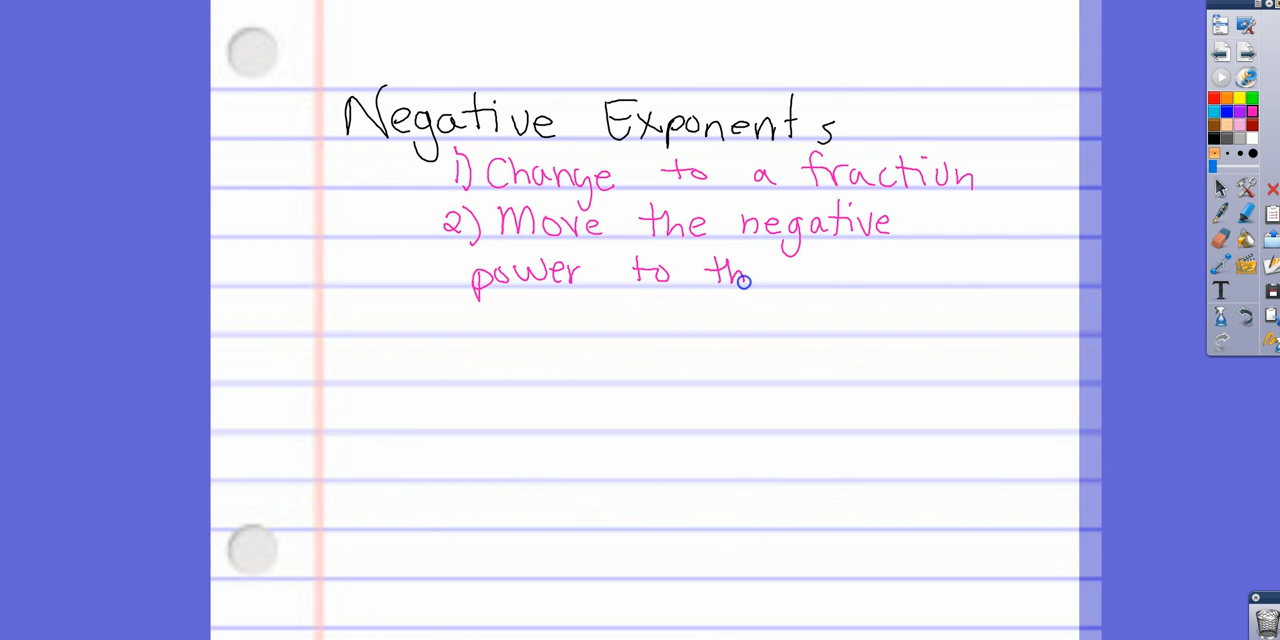 Negative Exponents
1) Change to a fraction
2) Move the negative
power to th
T